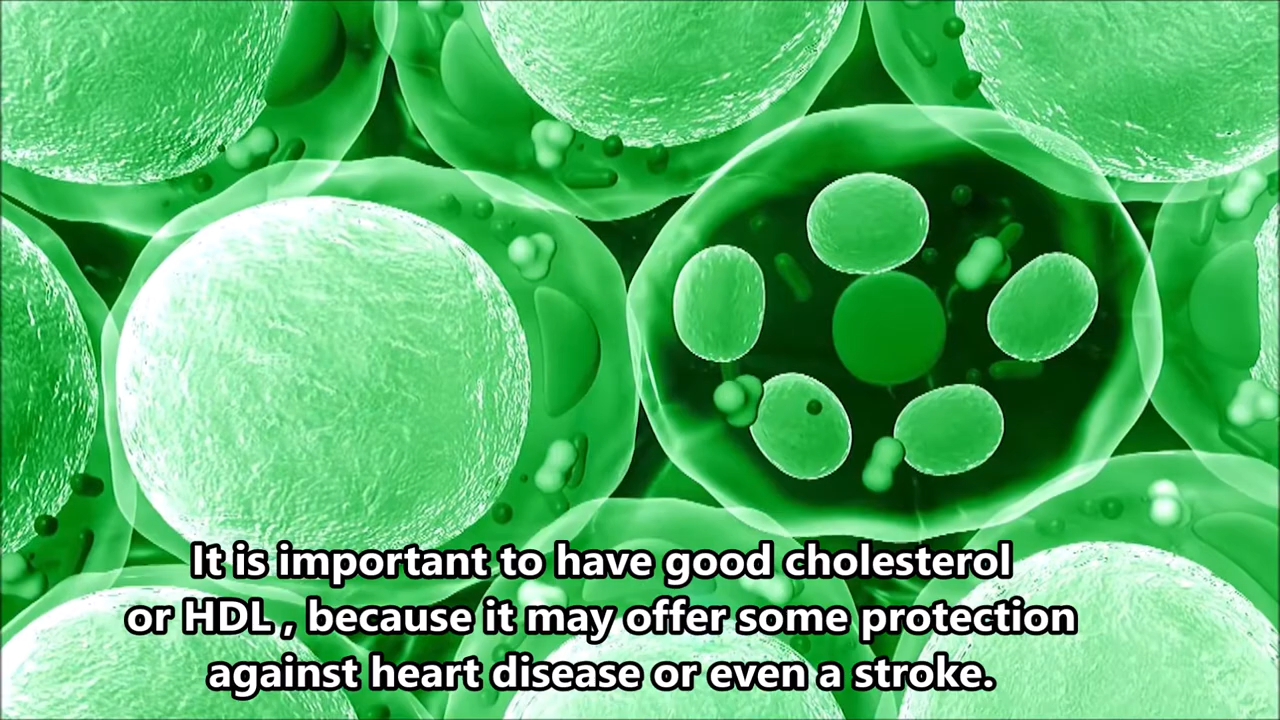 It is important to have good cholesterol
or HDL , because it may offer some protection
against heart disease or even a stroke.